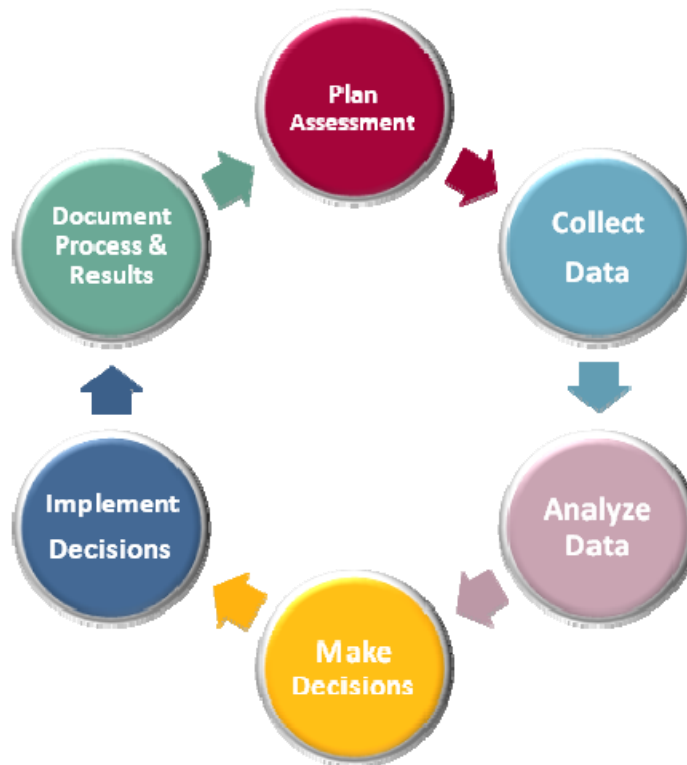 Plan
Assessment
Collect
Data
Analyze
Data
Make
Decisions
Implement
Decisions
Document
Process &
Results